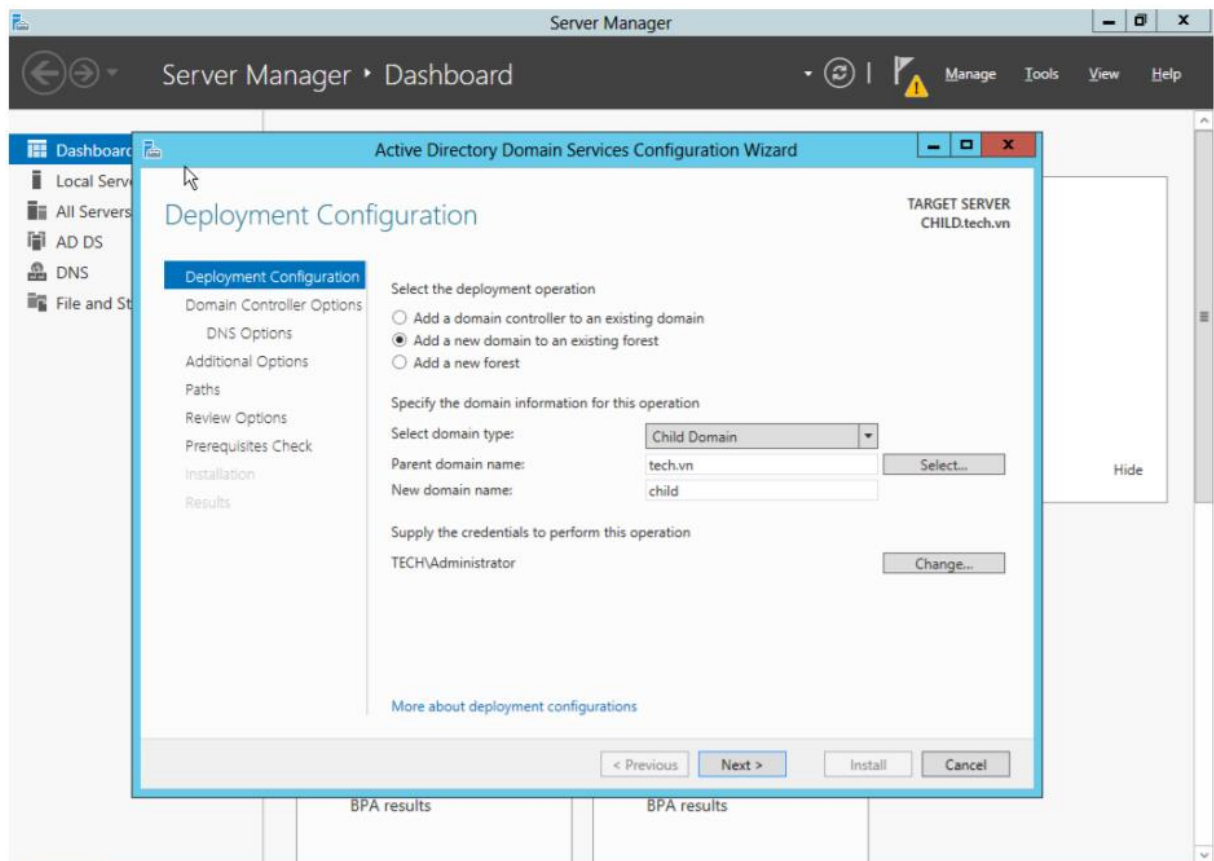 Server Manager
Server Manager • Dashboard
Manage Tools View Help
Dashboard
Local Serv
All Servers
AD DS
DNS
File and St
Active Directory Domain Services Configuration Wizard
Deployment Configuration
TARGET SERVER
CHILD.tech.vn
Deployment Configuration
Domain Controller Options
DNS Options
Additional Options
Paths
Review Options
Prerequisites Check
Installation
Results
Select the deployment operation
Add a domain controller to an existing domain
Add a new domain to an existing forest
Add a new forest
Specify the domain information for this operation
Select domain type: Child Domain
Parent domain name: tech.vn Select...
New domain name: child
Supply the credentials to perform this operation
TECH\Administrator Change...
More about deployment configurations
< Previous Next > Install Cancel
Hide
BPA results BPA results